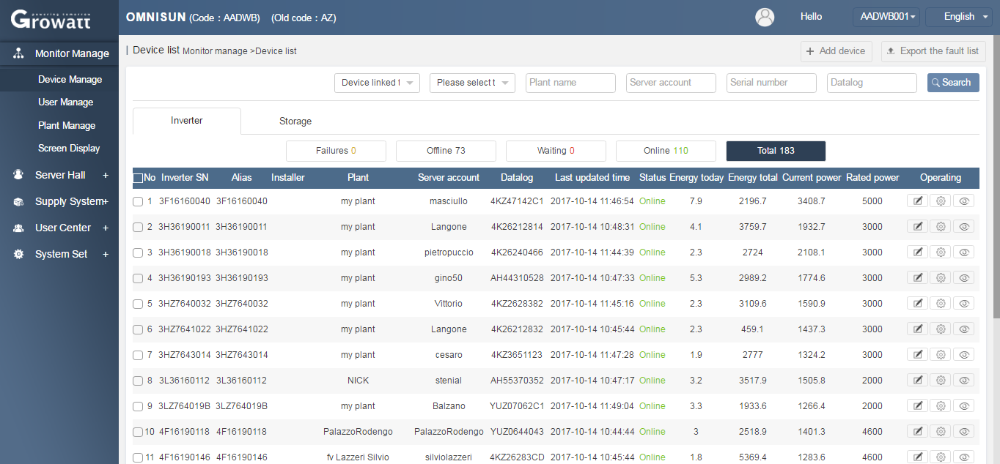 powering tomorrow
Growatt
OMNISUN (Code : AADWB) (Old code : AZ)
Hello
AADWB001
English
Monitor Manage
Device Manage
User Manage
Plant Manage
Screen Display
Server Hall +
Supply System+
User Center +
System Set +
| Device list Monitor manage >Device list
+ Add device
Export the fault list
Device linked t
Please select t
Plant name
Server account
Serial number
Datalog
Search
Inverter Storage
Failures 0 Offline 73 Waiting 0 Online 110 Total 183
No Inverter SN Alias Installer Plant Server account Datalog Last updated time Status Energy today Energy total Current power Rated power Operating
1 3F16160040 3F16160040 my plant masciullo 4KZ47142C1 2017-10-14 11:46:54 Online 7.9 2196.7 3408.7 5000
2 3H36190011 3H36190011 my plant Langone 4K26212814 2017-10-14 10:48:31 Online 4.1 3759.7 1932.7 3000
3 3H36190018 3H36190018 my plant pietropuccio 4K26240466 2017-10-14 11:44:39 Online 2.3 2724 2108.1 3000
4 3H36190193 3H36190193 my plant gino50 AH44310528 2017-10-14 10:47:33 Online 5.3 2989.2 1774.6 3000
5 3HZ7640032 3HZ7640032 my plant Vittorio 4KZ2628382 2017-10-14 11:45:16 Online 2.3 3109.6 1590.9 3000
6 3HZ7641022 3HZ7641022 my plant Langone 4K26212832 2017-10-14 10:45:44 Online 2.3 459.1 1437.3 3000
7 3HZ7643014 3HZ7643014 my plant cesaro 4KZ3651123 2017-10-14 11:47:28 Online 1.9 2777 1324.2 3000
8 3L36160112 3L36160112 NICK stenial AH55370352 2017-10-14 10:47:17 Online 3.2 3517.9 1505.8 2000
9 3LZ764019B 3LZ764019B my plant Balzano YUZ07062C1 2017-10-14 11:49:04 Online 3.3 1933.6 1266.4 2000
10 4F16190118 4F16190118 PalazzoRodengo PalazzoRodengo YUZ0644043 2017-10-14 10:44:44 Online 3 2518.9 1401.3 4600
11 4F16190146 4F16190146 fv Lazzeri Silvio silviolazzeri 4KZ26283CD 2017-10-14 10:45:44 Online 1.8 5369.4 1283.6 4600